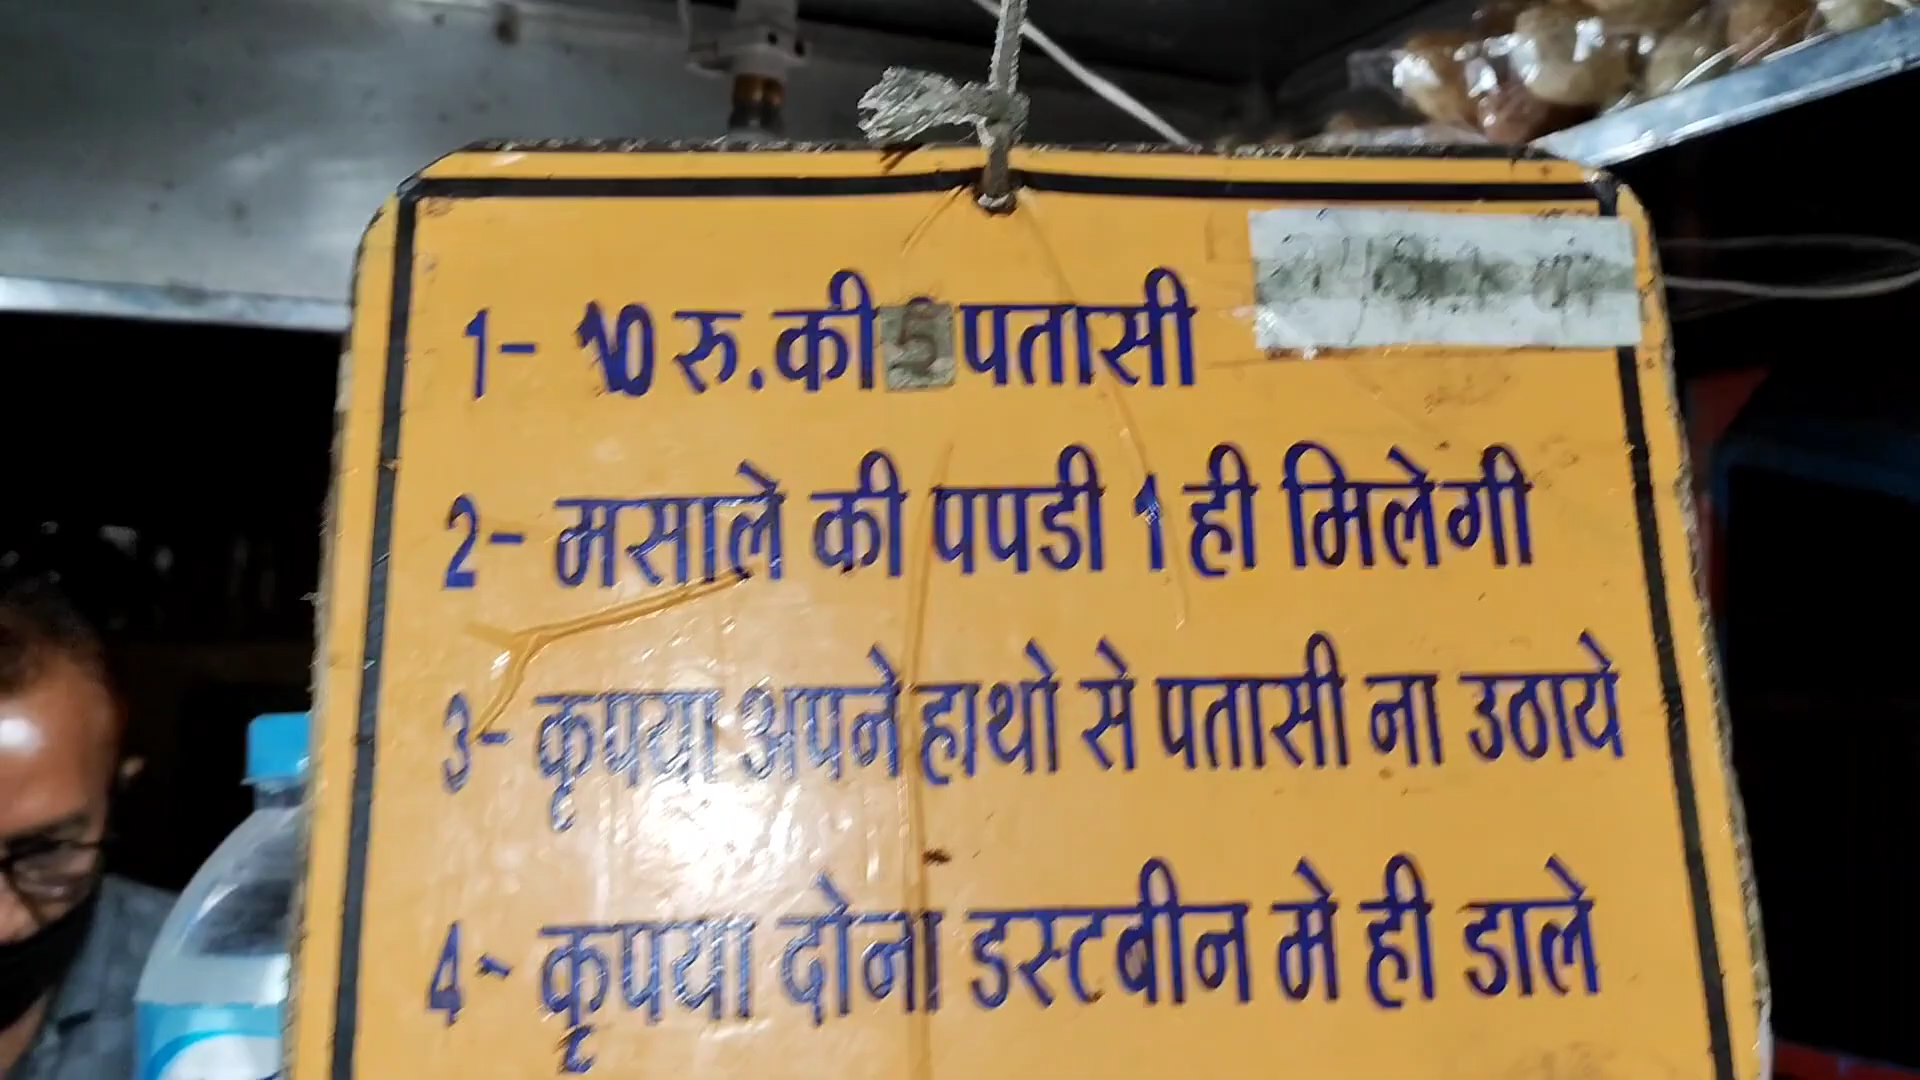 1- 10 रु. की 5 पतासी
2- मसाले की पपडी 1 ही मिलेगी
3- कृपया अपने हाथो से पतासी ना उठाये
4- कृपया दोना डस्टबीन मे ही डाले